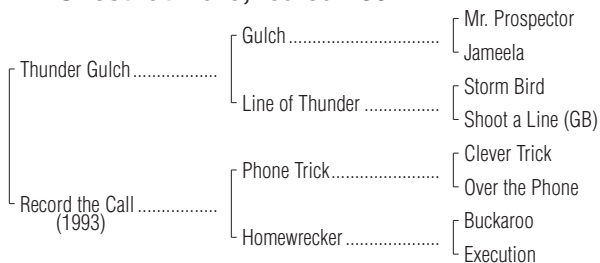 Mr. Prospector
Gulch
Jameela
Thunder Gulch
Storm Bird
Line of Thunder
Shoot a Line (GB)
Clever Trick
Phone Trick
Over the Phone
Record the Call
(1993)
Buckaroo
Homewrecker
Execution